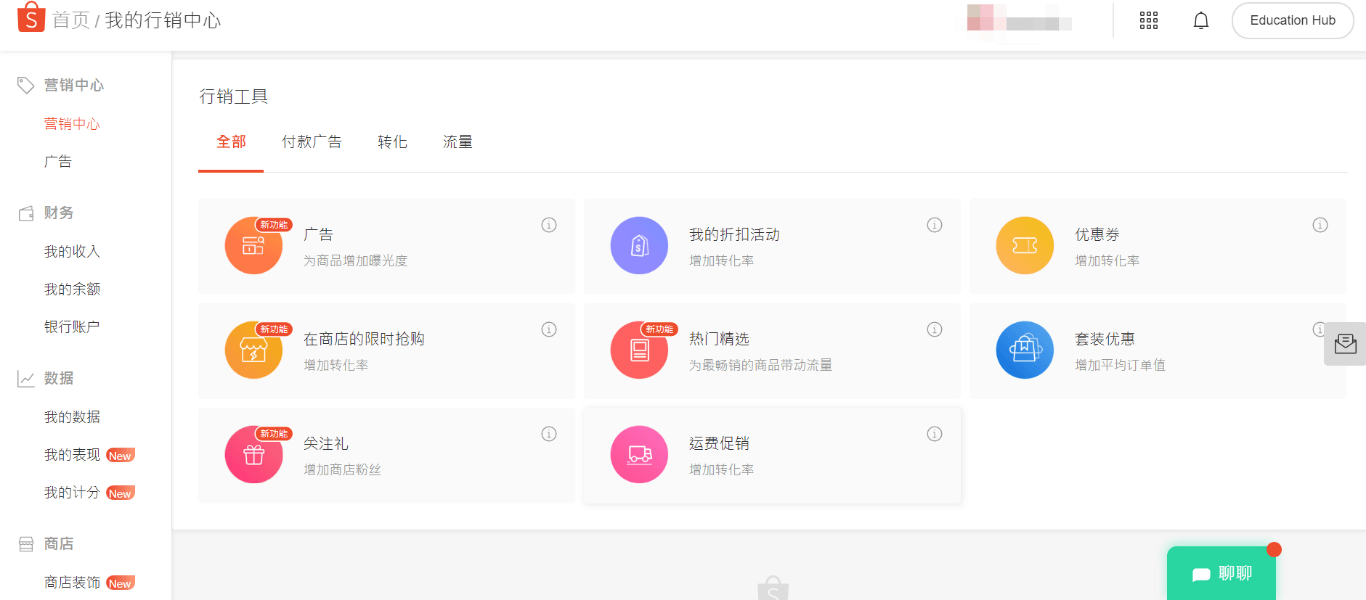 首页 / 我的行销中心
Education Hub
营销中心
营销中心
广告
财务
我的收入
我的余额
银行账户
数据
我的数据
我的表现 New
我的计分 New
商店
商店装饰 New
行销工具
全部 付款广告 转化 流量
新功能
广告
为商品增加曝光度
我的折扣活动
增加转化率
优惠券
增加转化率
新功能
在商店的限时抢购
增加转化率
新功能
热门精选
为最畅销的商品带动流量
套装优惠
增加平均订单值
新功能
关注礼
增加商店粉丝
运费促销
增加转化率
聊聊